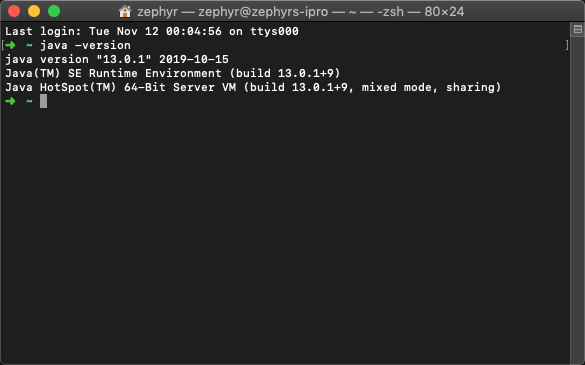 zephyr — zephyr@zephyrs-ipro — ~ — -zsh — 80×24
Last login: Tue Nov 12 00:04:56 on ttys000
[➜ ~ java -version ]
java version "13.0.1" 2019-10-15
Java(TM) SE Runtime Environment (build 13.0.1+9)
Java HotSpot(TM) 64-Bit Server VM (build 13.0.1+9, mixed mode, sharing)
➜ ~